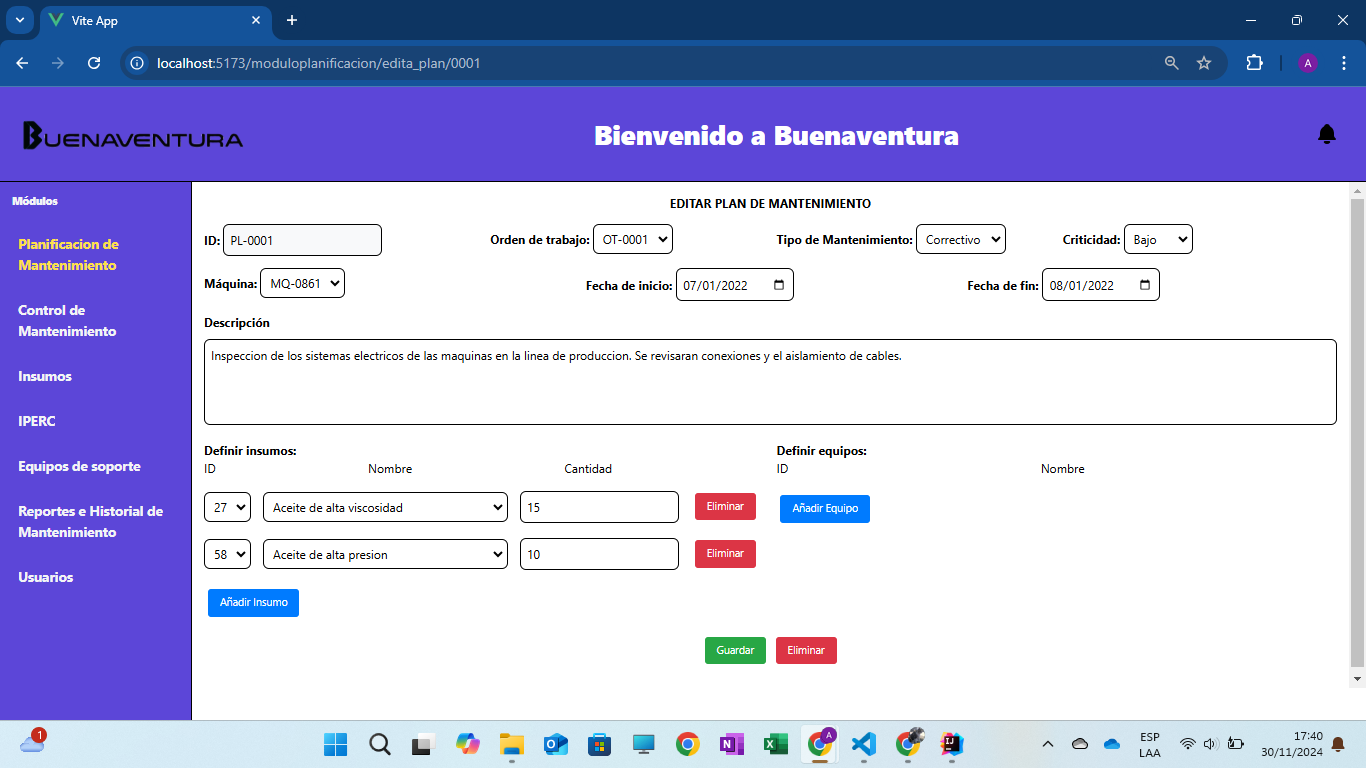 Vite App
localhost:5173/moduloplanificacion/edita_plan/0001
A
BUENAVENTURA
Bienvenido a Buenaventura
Módulos
Planificacion de
Mantenimiento
Control de
Mantenimiento
Insumos
IPERC
Equipos de soporte
Reportes e Historial de
Mantenimiento
Usuarios
EDITAR PLAN DE MANTENIMIENTO
ID: PL-0001 Orden de trabajo: OT-0001 Tipo de Mantenimiento: Correctivo Criticidad: Bajo
Máquina: MQ-0861 Fecha de inicio: 07/01/2022 Fecha de fin: 08/01/2022
Descripción
Inspeccion de los sistemas electricos de las maquinas en la linea de produccion. Se revisaran conexiones y el aislamiento de cables.
Definir insumos: Definir equipos:
ID Nombre Cantidad ID Nombre
27 Aceite de alta viscosidad 15 Eliminar Añadir Equipo
58 Aceite de alta presion 10 Eliminar
Añadir Insumo
Guardar Eliminar
1
A
ESP
LAA
17:40
30/11/2024